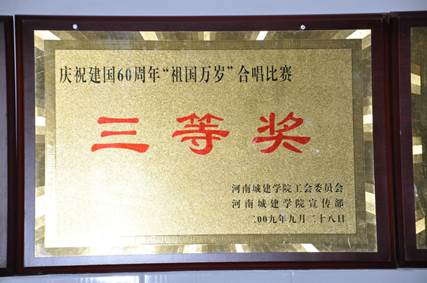 庆祝建国60周年“祖国万岁”合唱比赛
三等奖
河南城建学院工会委员会
河南城建学院宣传部
二00九年九月二十八日